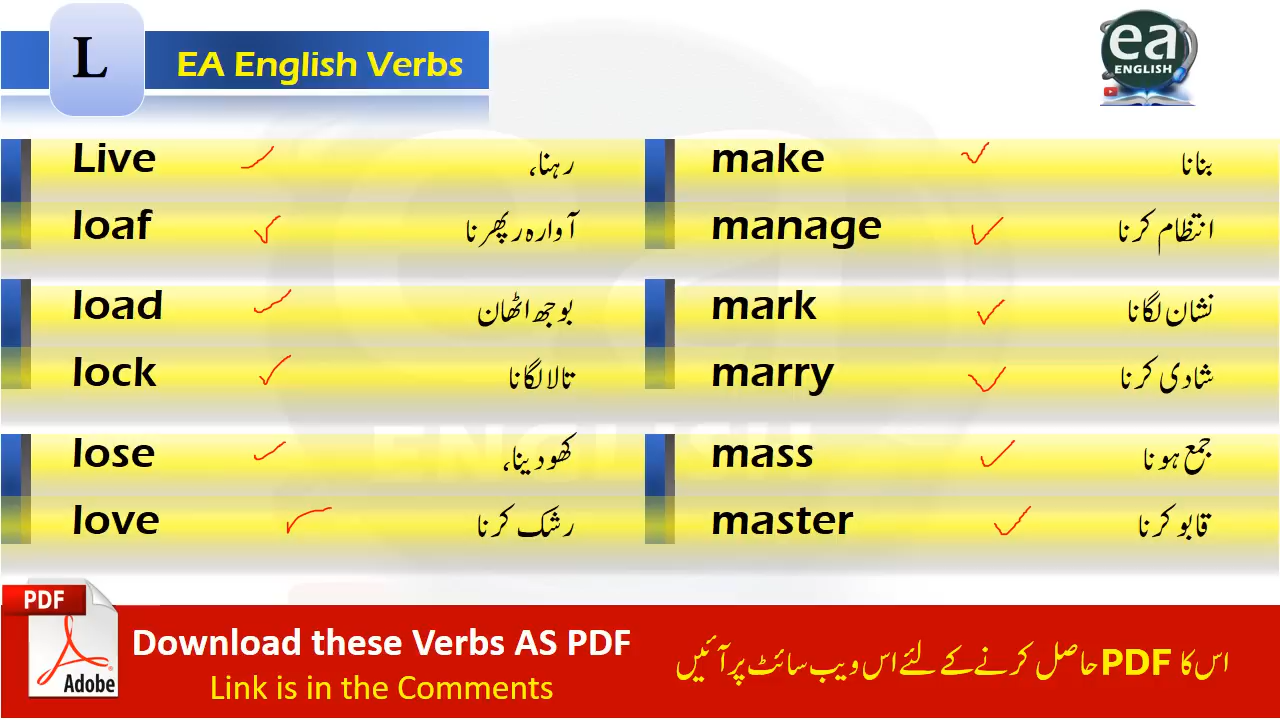 L
EA English Verbs
ea
ENGLISH
Live رہنا،
loaf آوارہ رپھرنا
load بوجھ اٹھان
lock تالا لگانا
lose کھو دینا،
love رشک کرنا
make بنانا
manage انتظام کرنا
mark نشان لگانا
marry شادی کرنا
mass جمع ہونا
master قابو کرنا
PDF
Adobe
Download these Verbs AS PDF
Link is in the Comments
اس کا PDF حاصل کرنے کے لئے اس ویب سائٹ پر آئیں